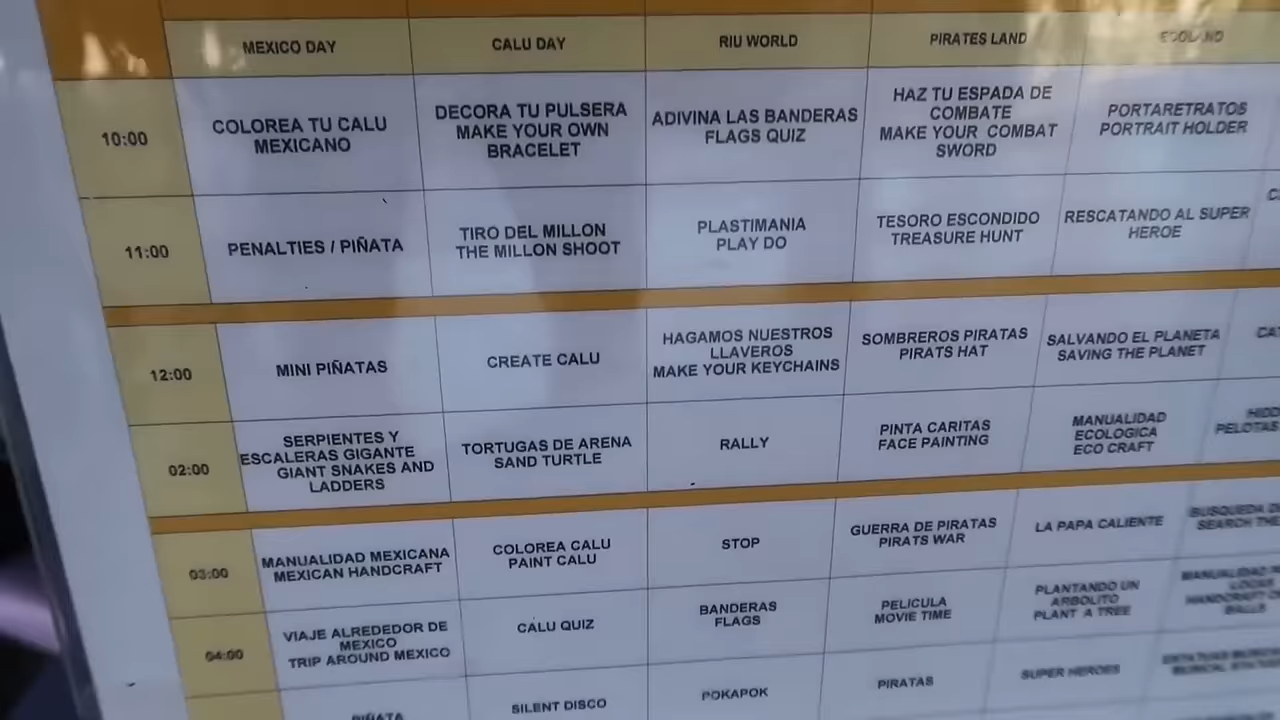 MEXICO DAY
CALU DAY
RIU WORLD
PIRATES LAND
ECOLAND
10:00
COLOREA TU CALU
MEXICANO
DECORA TU PULSERA
MAKE YOUR OWN
BRACELET
ADIVINA LAS BANDERAS
FLAGS QUIZ
HAZ TU ESPADA DE
COMBATE
MAKE YOUR COMBAT
SWORD
PORTARETRATOS
PORTRAIT HOLDER
11:00
PENALTIES / PIÑATA
TIRO DEL MILLON
THE MILLON SHOOT
PLASTIMANIA
PLAY DO
TESORO ESCONDIDO
TREASURE HUNT
RESCATANDO AL SUPER
HEROE
12:00
MINI PIÑATAS
CREATE CALU
HAGAMOS NUESTROS
LLAVEROS
MAKE YOUR KEYCHAINS
SOMBREROS PIRATAS
PIRATS HAT
SALVANDO EL PLANETA
SAVING THE PLANET
02:00
SERPIENTES Y
ESCALERAS GIGANTE
GIANT SNAKES AND
LADDERS
TORTUGAS DE ARENA
SAND TURTLE
RALLY
PINTA CARITAS
FACE PAINTING
MANUALIDAD
ECOLOGICA
ECO CRAFT
PELOTAS
03:00
MANUALIDAD MEXICANA
MEXICAN HANDCRAFT
COLOREA CALU
PAINT CALU
STOP
GUERRA DE PIRATAS
PIRATS WAR
LA PAPA CALIENTE
BUSQUEDA
SEARCH THE
04:00
VIAJE ALREDEDOR DE
MEXICO
TRIP AROUND MEXICO
CALU QUIZ
BANDERAS
FLAGS
PELICULA
MOVIE TIME
PLANTANDO UN
ARBOLITO
PLANT A TREE
PIÑATA
SILENT DISCO
POKAPOK
PIRATAS
SUPER HEROES